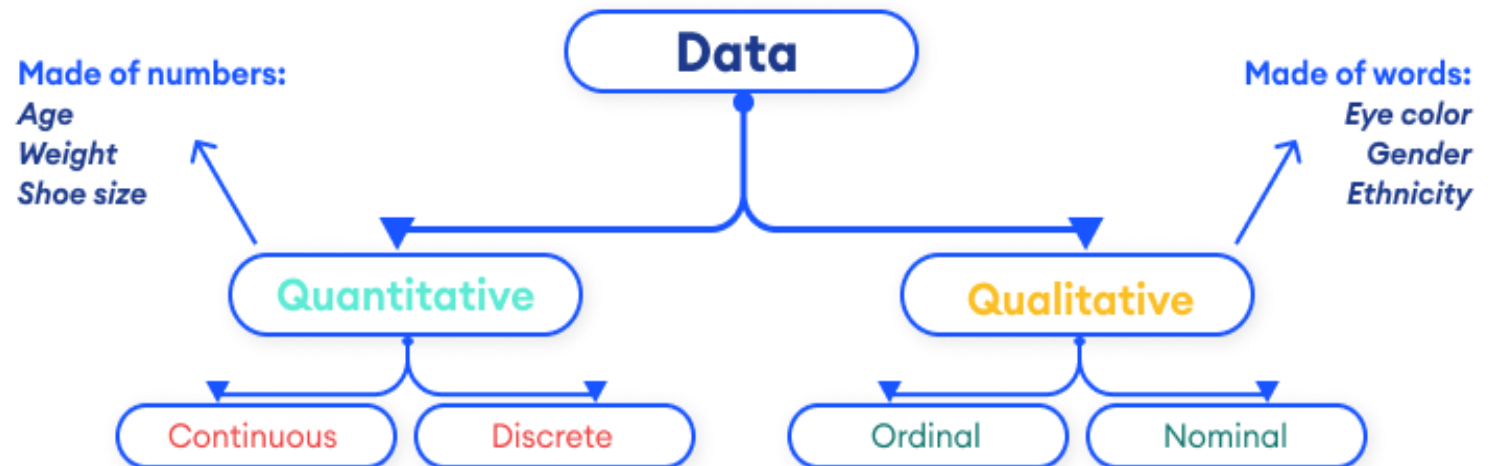 Data
Made of numbers:
Age
Weight
Shoe size
Made of words:
Eye color
Gender
Ethnicity
Quantitative
Qualitative
Continuous
Discrete
Ordinal
Nominal